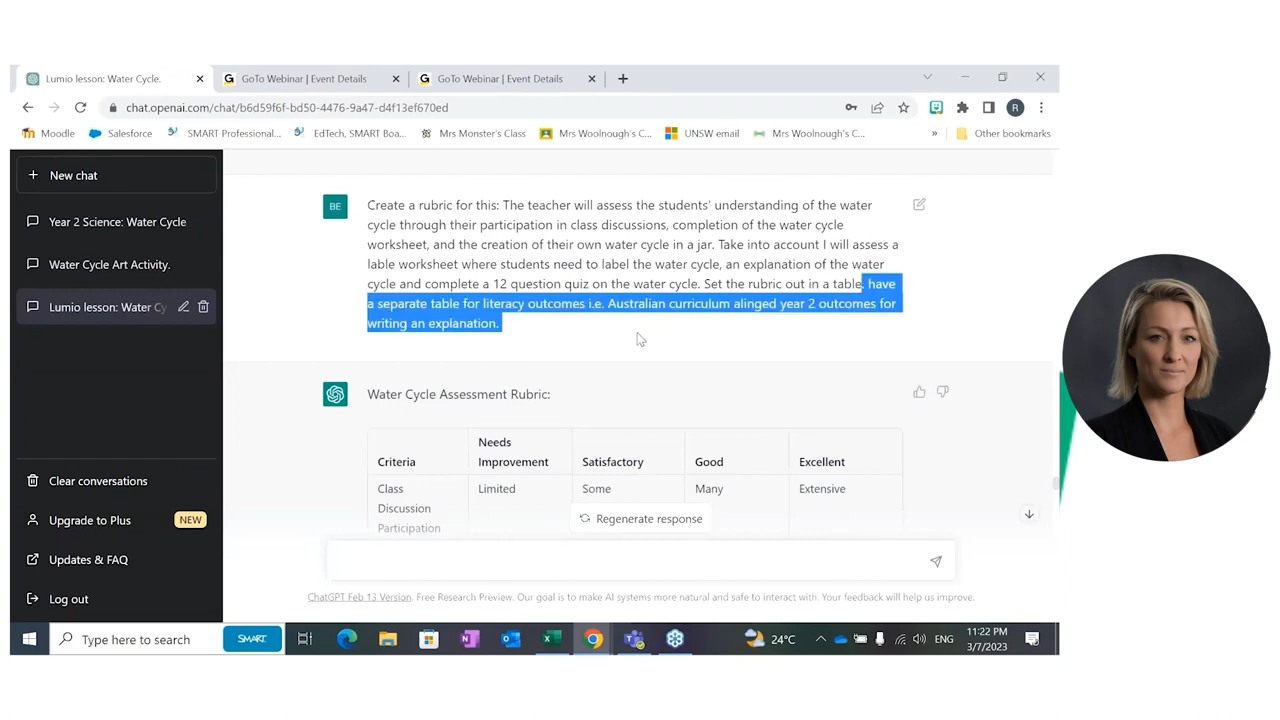 Lumio lesson: Water Cycle.
GoTo Webinar | Event Details
GoTo Webinar | Event Details
chat.openai.com/chat/b6d59f6f-bd50-4476-9a47-d4f13ef670ed
R
Moodle
Salesforce
SMART Professional...
EdTech, SMART Boa...
Mrs Monster's Class
Mrs Woolnough's C...
UNSW email
Mrs Woolnough's C...
»
Other bookmarks
+ New chat
Year 2 Science: Water Cycle
Water Cycle Art Activity.
Lumio lesson: Water Cy
Clear conversations
Upgrade to Plus NEW
Updates & FAQ
Log out
BE
Create a rubric for this: The teacher will assess the students' understanding of the water
cycle through their participation in class discussions, completion of the water cycle
worksheet, and the creation of their own water cycle in a jar. Take into account I will assess a
lable worksheet where students need to label the water cycle, an explanation of the water
cycle and complete a 12 question quiz on the water cycle. Set the rubric out in a table. have
a separate table for literacy outcomes i.e. Australian curriculum alinged year 2 outcomes for
writing an explanation.
Water Cycle Assessment Rubric:
Needs
Criteria Improvement Satisfactory Good Excellent
Class Limited Some Many Extensive
Discussion
Participation
Regenerate response
ChatGPT Feb 13 Version. Free Research Preview. Our goal is to make AI systems more natural and safe to interact with. Your feedback will help us improve.
Type here to search
SMART
24°C
ENG
11:22 PM
3/7/2023